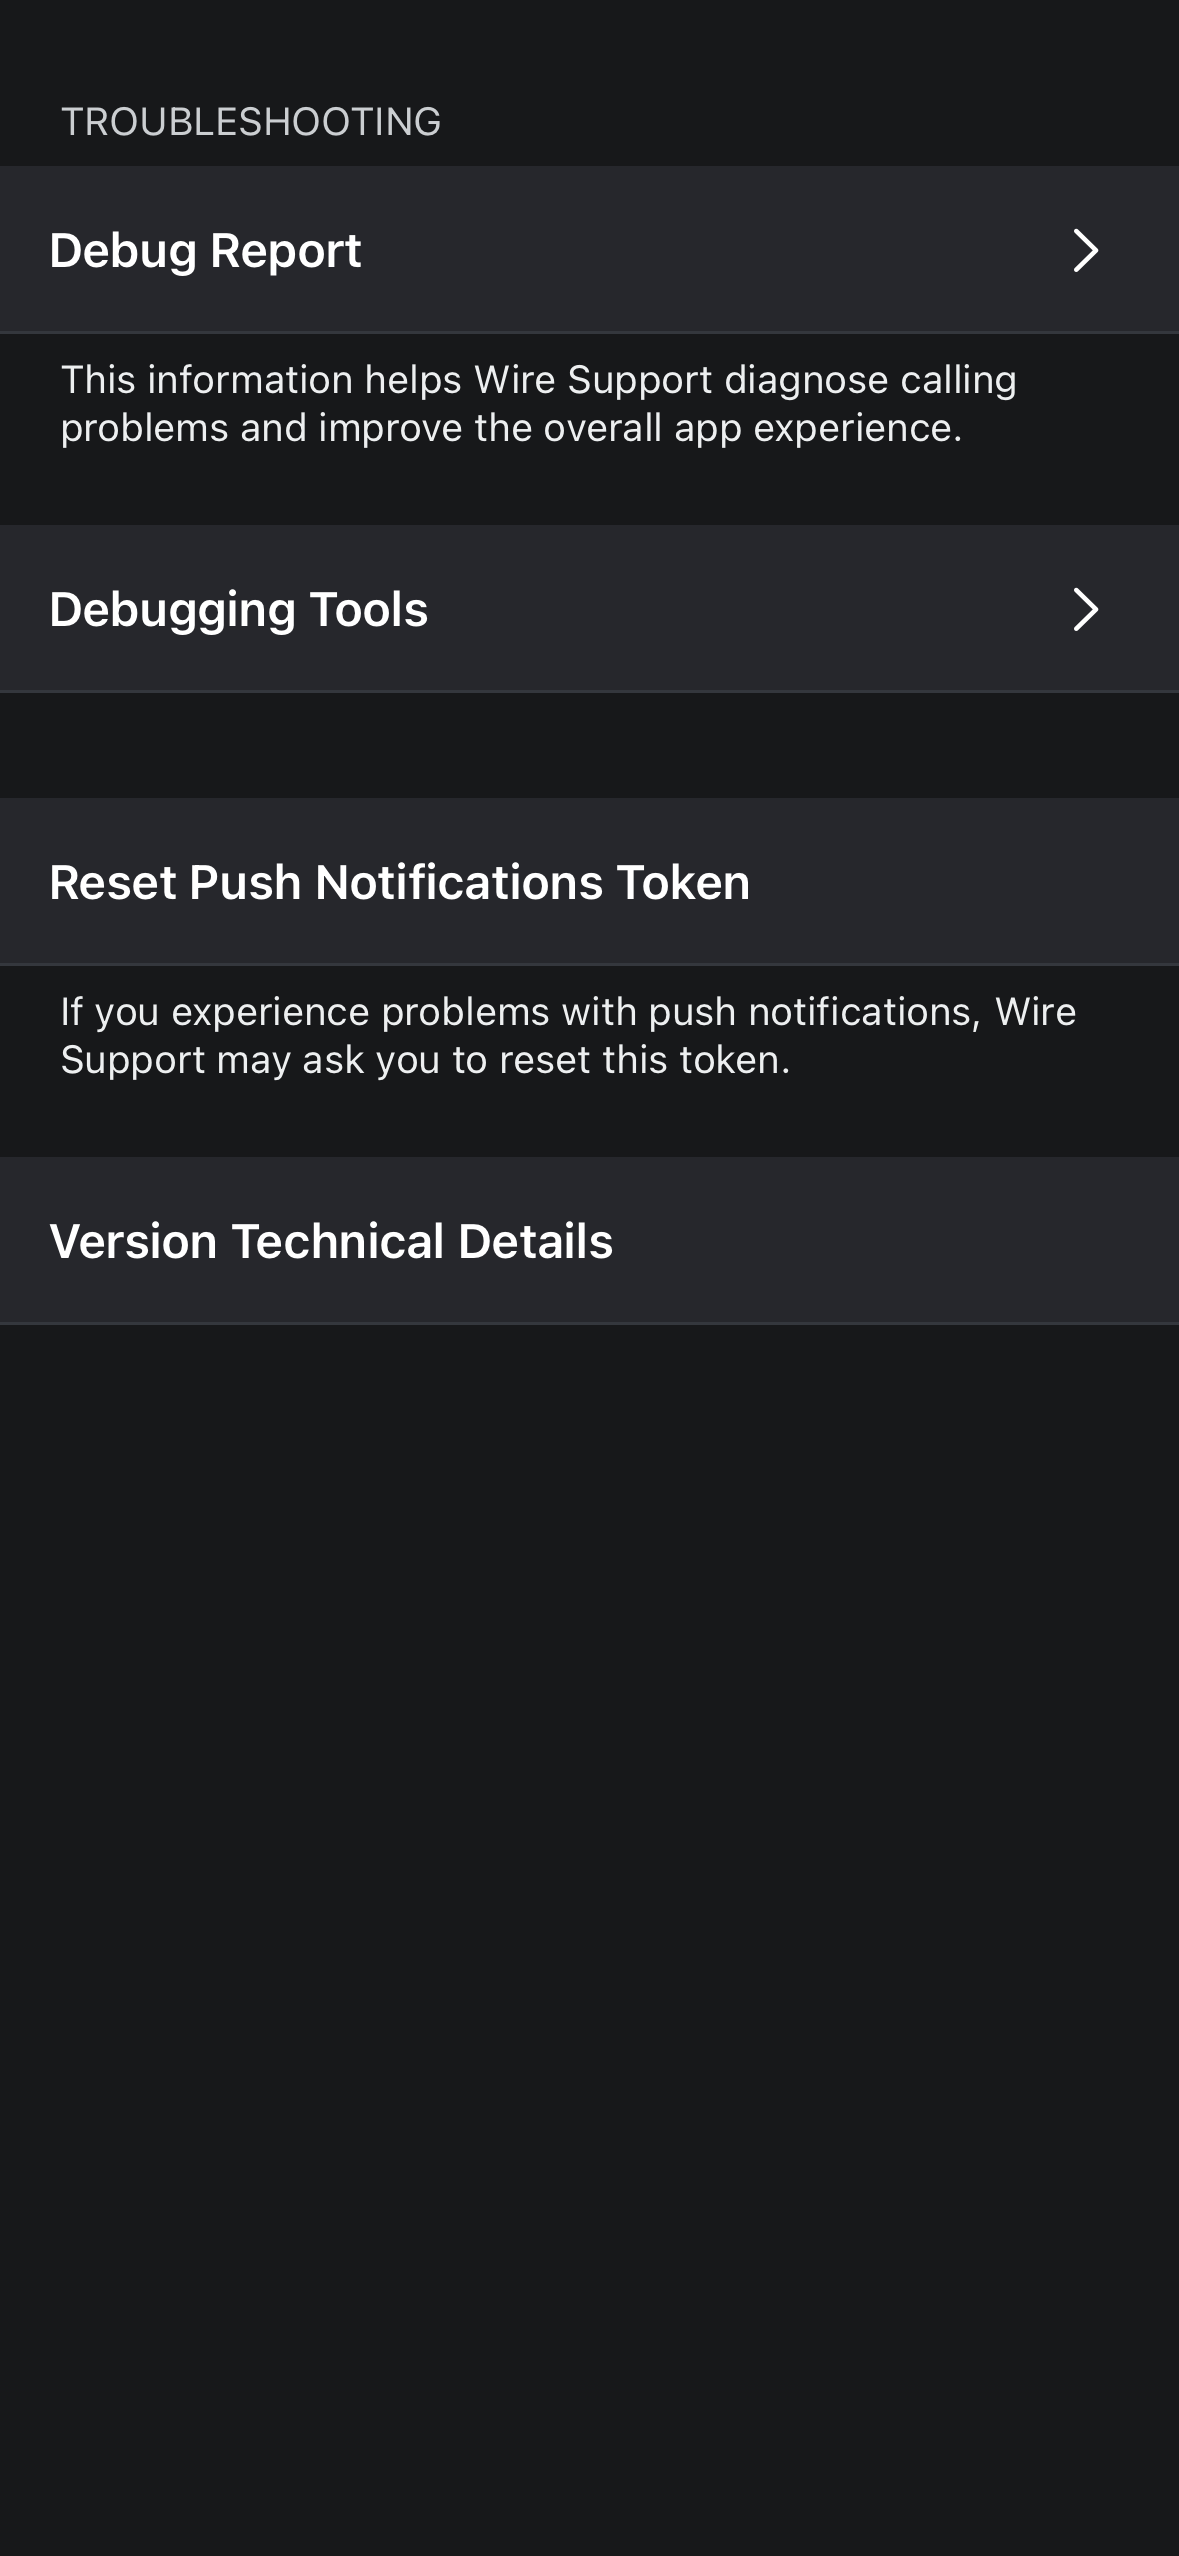 TROUBLESHOOTING
Debug Report
This information helps Wire Support diagnose calling
problems and improve the overall app experience.
Debugging Tools
Reset Push Notifications Token
If you experience problems with push notifications, Wire
Support may ask you to reset this token.
Version Technical Details